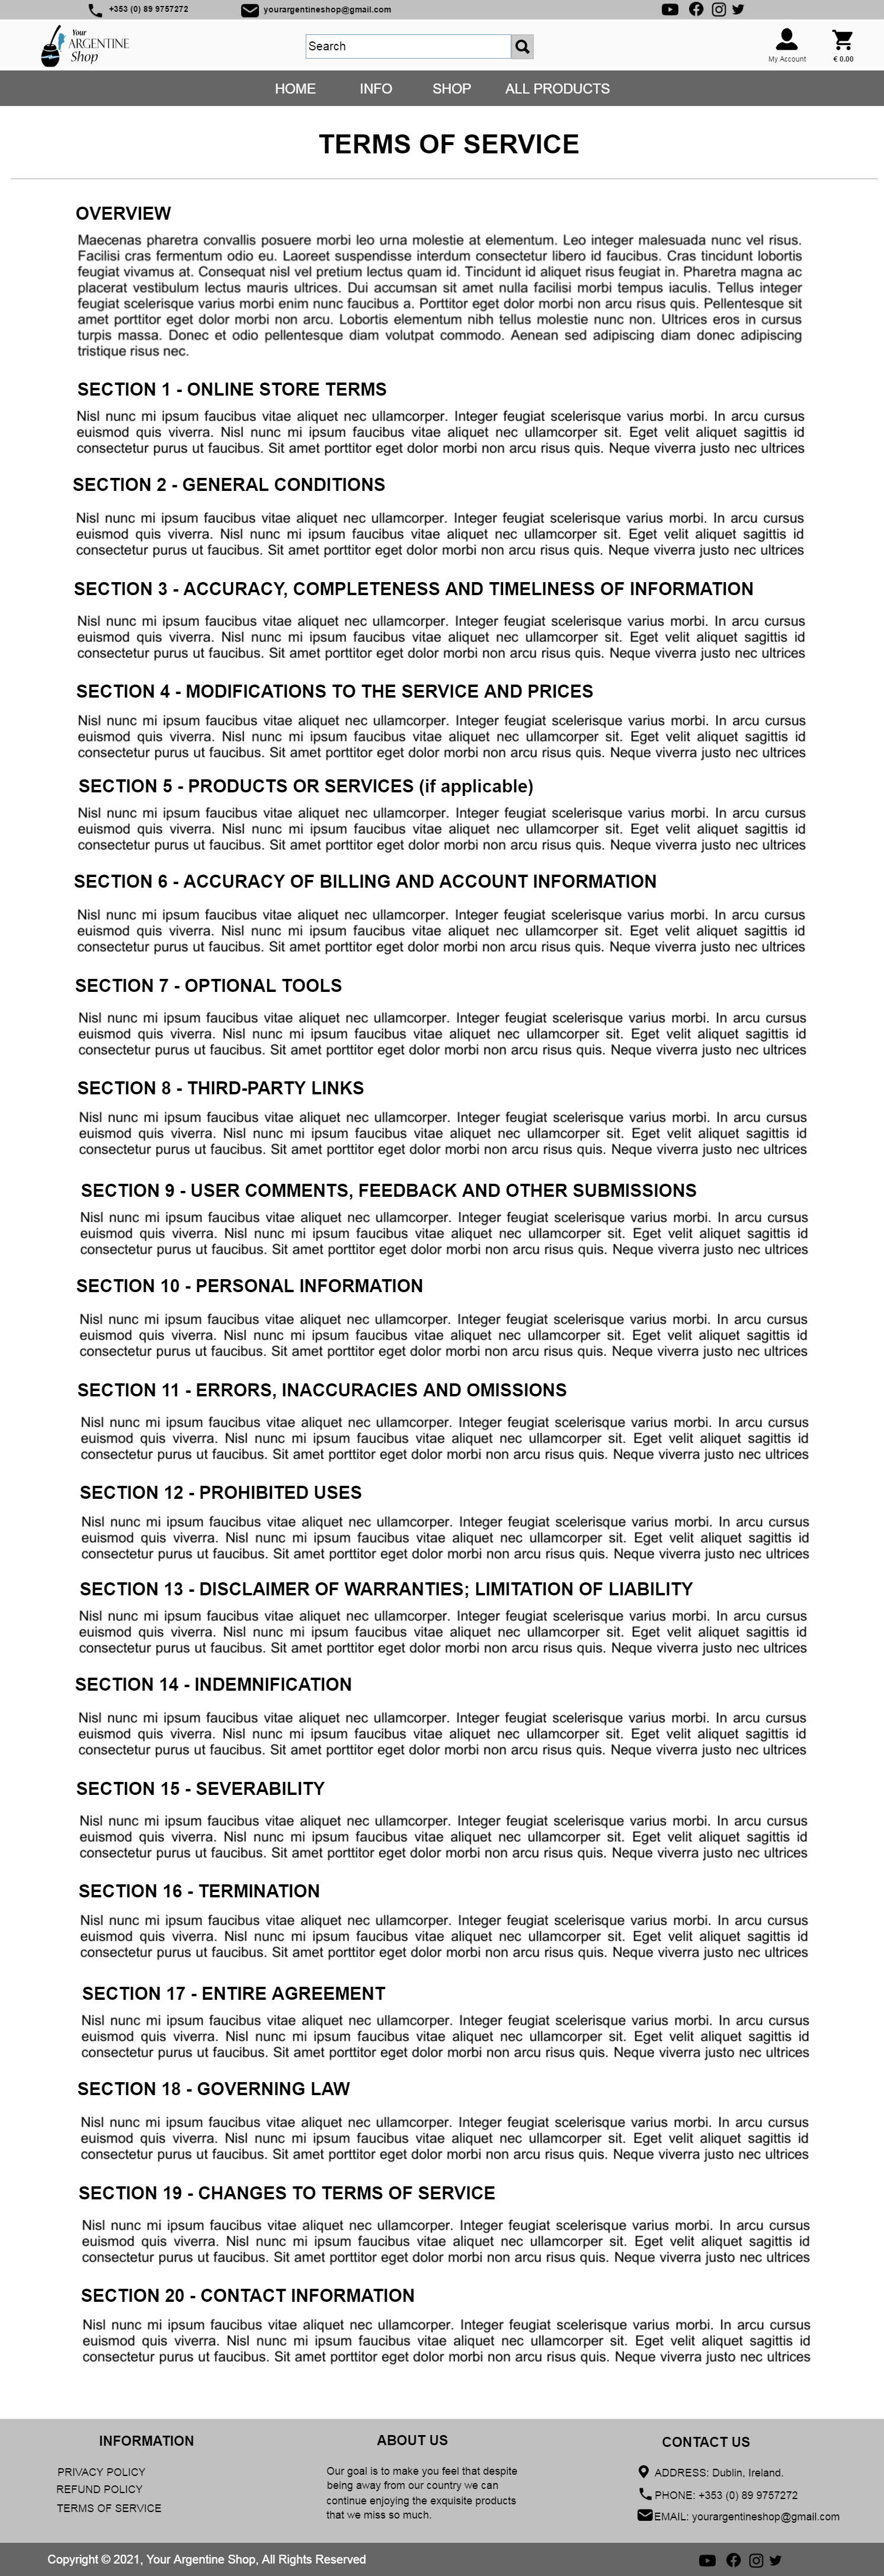 +353 (0) 89 9757272
yourargentineshop@gmail.com
Your
ARGENTINE
Shop
Search
My Account
€ 0.00
HOME INFO SHOP ALL PRODUCTS
TERMS OF SERVICE
OVERVIEW
Maecenas pharetra convallis posuere morbi leo urna molestie at elementum. Leo integer malesuada nunc vel risus.
Facilisi cras fermentum odio eu. Laoreet suspendisse interdum consectetur libero id faucibus. Cras tincidunt lobortis
feugiat vivamus at. Consequat nisl vel pretium lectus quam id. Tincidunt id aliquet risus feugiat in. Pharetra magna ac
placerat vestibulum lectus mauris ultrices. Dui accumsan sit amet nulla facilisi morbi tempus iaculis. Tellus integer
feugiat scelerisque varius morbi enim nunc faucibus a. Porttitor eget dolor morbi non arcu risus quis. Pellentesque sit
amet porttitor eget dolor morbi non arcu. Lobortis elementum nibh tellus molestie nunc non. Ultrices eros in cursus
turpis massa. Donec et odio pellentesque diam volutpat commodo. Aenean sed adipiscing diam donec adipiscing
tristique risus nec.
SECTION 1 - ONLINE STORE TERMS
Nisl nunc mi ipsum faucibus vitae aliquet nec ullamcorper. Integer feugiat scelerisque varius morbi. In arcu cursus
euismod quis viverra. Nisl nunc mi ipsum faucibus vitae aliquet nec ullamcorper sit. Eget velit aliquet sagittis id
consectetur purus ut faucibus. Sit amet porttitor eget dolor morbi non arcu risus quis. Neque viverra justo nec ultrices
SECTION 2 - GENERAL CONDITIONS
Nisl nunc mi ipsum faucibus vitae aliquet nec ullamcorper. Integer feugiat scelerisque varius morbi. In arcu cursus
euismod quis viverra. Nisl nunc mi ipsum faucibus vitae aliquet nec ullamcorper sit. Eget velit aliquet sagittis id
consectetur purus ut faucibus. Sit amet porttitor eget dolor morbi non arcu risus quis. Neque viverra justo nec ultrices
SECTION 3 - ACCURACY, COMPLETENESS AND TIMELINESS OF INFORMATION
Nisl nunc mi ipsum faucibus vitae aliquet nec ullamcorper. Integer feugiat scelerisque varius morbi. In arcu cursus
euismod quis viverra. Nisl nunc mi ipsum faucibus vitae aliquet nec ullamcorper sit. Eget velit aliquet sagittis id
consectetur purus ut faucibus. Sit amet porttitor eget dolor morbi non arcu risus quis. Neque viverra justo nec ultrices
SECTION 4 - MODIFICATIONS TO THE SERVICE AND PRICES
Nisl nunc mi ipsum faucibus vitae aliquet nec ullamcorper. Integer feugiat scelerisque varius morbi. In arcu cursus
euismod quis viverra. Nisl nunc mi ipsum faucibus vitae aliquet nec ullamcorper sit. Eget velit aliquet sagittis id
consectetur purus ut faucibus. Sit amet porttitor eget dolor morbi non arcu risus quis. Neque viverra justo nec ultrices
SECTION 5 - PRODUCTS OR SERVICES (if applicable)
Nisl nunc mi ipsum faucibus vitae aliquet nec ullamcorper. Integer feugiat scelerisque varius morbi. In arcu cursus
euismod quis viverra. Nisl nunc mi ipsum faucibus vitae aliquet nec ullamcorper sit. Eget velit aliquet sagittis id
consectetur purus ut faucibus. Sit amet porttitor eget dolor morbi non arcu risus quis. Neque viverra justo nec ultrices
SECTION 6 - ACCURACY OF BILLING AND ACCOUNT INFORMATION
Nisl nunc mi ipsum faucibus vitae aliquet nec ullamcorper. Integer feugiat scelerisque varius morbi. In arcu cursus
euismod quis viverra. Nisl nunc mi ipsum faucibus vitae aliquet nec ullamcorper sit. Eget velit aliquet sagittis id
consectetur purus ut faucibus. Sit amet porttitor eget dolor morbi non arcu risus quis. Neque viverra justo nec ultrices
SECTION 7 - OPTIONAL TOOLS
Nisl nunc mi ipsum faucibus vitae aliquet nec ullamcorper. Integer feugiat scelerisque varius morbi. In arcu cursus
euismod quis viverra. Nisl nunc mi ipsum faucibus vitae aliquet nec ullamcorper sit. Eget velit aliquet sagittis id
consectetur purus ut faucibus. Sit amet porttitor eget dolor morbi non arcu risus quis. Neque viverra justo nec ultrices
SECTION 8 - THIRD-PARTY LINKS
Nisl nunc mi ipsum faucibus vitae aliquet nec ullamcorper. Integer feugiat scelerisque varius morbi. In arcu cursus
euismod quis viverra. Nisl nunc mi ipsum faucibus vitae aliquet nec ullamcorper sit. Eget velit aliquet sagittis id
consectetur purus ut faucibus. Sit amet porttitor eget dolor morbi non arcu risus quis. Neque viverra justo nec ultrices
SECTION 9 - USER COMMENTS, FEEDBACK AND OTHER SUBMISSIONS
Nisl nunc mi ipsum faucibus vitae aliquet nec ullamcorper. Integer feugiat scelerisque varius morbi. In arcu cursus
euismod quis viverra. Nisl nunc mi ipsum faucibus vitae aliquet nec ullamcorper sit. Eget velit aliquet sagittis id
consectetur purus ut faucibus. Sit amet porttitor eget dolor morbi non arcu risus quis. Neque viverra justo nec ultrices
SECTION 10 - PERSONAL INFORMATION
Nisl nunc mi ipsum faucibus vitae aliquet nec ullamcorper. Integer feugiat scelerisque varius morbi. In arcu cursus
euismod quis viverra. Nisl nunc mi ipsum faucibus vitae aliquet nec ullamcorper sit. Eget velit aliquet sagittis id
consectetur purus ut faucibus. Sit amet porttitor eget dolor morbi non arcu risus quis. Neque viverra justo nec ultrices
SECTION 11 - ERRORS, INACCURACIES AND OMISSIONS
Nisl nunc mi ipsum faucibus vitae aliquet nec ullamcorper. Integer feugiat scelerisque varius morbi. In arcu cursus
euismod quis viverra. Nisl nunc mi ipsum faucibus vitae aliquet nec ullamcorper sit. Eget velit aliquet sagittis id
consectetur purus ut faucibus. Sit amet porttitor eget dolor morbi non arcu risus quis. Neque viverra justo nec ultrices
SECTION 12 - PROHIBITED USES
Nisl nunc mi ipsum faucibus vitae aliquet nec ullamcorper. Integer feugiat scelerisque varius morbi. In arcu cursus
euismod quis viverra. Nisl nunc mi ipsum faucibus vitae aliquet nec ullamcorper sit. Eget velit aliquet sagittis id
consectetur purus ut faucibus. Sit amet porttitor eget dolor morbi non arcu risus quis. Neque viverra justo nec ultrices
SECTION 13 - DISCLAIMER OF WARRANTIES; LIMITATION OF LIABILITY
Nisl nunc mi ipsum faucibus vitae aliquet nec ullamcorper. Integer feugiat scelerisque varius morbi. In arcu cursus
euismod quis viverra. Nisl nunc mi ipsum faucibus vitae aliquet nec ullamcorper sit. Eget velit aliquet sagittis id
consectetur purus ut faucibus. Sit amet porttitor eget dolor morbi non arcu risus quis. Neque viverra justo nec ultrices
SECTION 14 - INDEMNIFICATION
Nisl nunc mi ipsum faucibus vitae aliquet nec ullamcorper. Integer feugiat scelerisque varius morbi. In arcu cursus
euismod quis viverra. Nisl nunc mi ipsum faucibus vitae aliquet nec ullamcorper sit. Eget velit aliquet sagittis id
consectetur purus ut faucibus. Sit amet porttitor eget dolor morbi non arcu risus quis. Neque viverra justo nec ultrices
SECTION 15 - SEVERABILITY
Nisl nunc mi ipsum faucibus vitae aliquet nec ullamcorper. Integer feugiat scelerisque varius morbi. In arcu cursus
euismod quis viverra. Nisl nunc mi ipsum faucibus vitae aliquet nec ullamcorper sit. Eget velit aliquet sagittis id
consectetur purus ut faucibus. Sit amet porttitor eget dolor morbi non arcu risus quis. Neque viverra justo nec ultrices
SECTION 16 - TERMINATION
Nisl nunc mi ipsum faucibus vitae aliquet nec ullamcorper. Integer feugiat scelerisque varius morbi. In arcu cursus
euismod quis viverra. Nisl nunc mi ipsum faucibus vitae aliquet nec ullamcorper sit. Eget velit aliquet sagittis id
consectetur purus ut faucibus. Sit amet porttitor eget dolor morbi non arcu risus quis. Neque viverra justo nec ultrices
SECTION 17 - ENTIRE AGREEMENT
Nisl nunc mi ipsum faucibus vitae aliquet nec ullamcorper. Integer feugiat scelerisque varius morbi. In arcu cursus
euismod quis viverra. Nisl nunc mi ipsum faucibus vitae aliquet nec ullamcorper sit. Eget velit aliquet sagittis id
consectetur purus ut faucibus. Sit amet porttitor eget dolor morbi non arcu risus quis. Neque viverra justo nec ultrices
SECTION 18 - GOVERNING LAW
Nisl nunc mi ipsum faucibus vitae aliquet nec ullamcorper. Integer feugiat scelerisque varius morbi. In arcu cursus
euismod quis viverra. Nisl nunc mi ipsum faucibus vitae aliquet nec ullamcorper sit. Eget velit aliquet sagittis id
consectetur purus ut faucibus. Sit amet porttitor eget dolor morbi non arcu risus quis. Neque viverra justo nec ultrices
SECTION 19 - CHANGES TO TERMS OF SERVICE
Nisl nunc mi ipsum faucibus vitae aliquet nec ullamcorper. Integer feugiat scelerisque varius morbi. In arcu cursus
euismod quis viverra. Nisl nunc mi ipsum faucibus vitae aliquet nec ullamcorper sit. Eget velit aliquet sagittis id
consectetur purus ut faucibus. Sit amet porttitor eget dolor morbi non arcu risus quis. Neque viverra justo nec ultrices
SECTION 20 - CONTACT INFORMATION
Nisl nunc mi ipsum faucibus vitae aliquet nec ullamcorper. Integer feugiat scelerisque varius morbi. In arcu cursus
euismod quis viverra. Nisl nunc mi ipsum faucibus vitae aliquet nec ullamcorper sit. Eget velit aliquet sagittis id
consectetur purus ut faucibus. Sit amet porttitor eget dolor morbi non arcu risus quis. Neque viverra justo nec ultrices
INFORMATION
PRIVACY POLICY
REFUND POLICY
TERMS OF SERVICE
ABOUT US
Our goal is to make you feel that despite
being away from our country we can
continue enjoying the exquisite products
that we miss so much.
CONTACT US
ADDRESS: Dublin, Ireland.
PHONE: +353 (0) 89 9757272
EMAIL: yourargentineshop@gmail.com
Copyright © 2021, Your Argentine Shop, All Rights Reserved